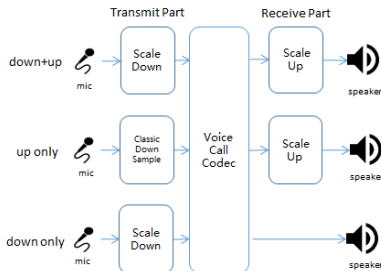 Transmit Part Receive Part
down+up
mic
Scale
Down
Scale
Up
speaker
up only
mic
Classic
Down
Sample
Voice
Call
Codec
Scale
Up
speaker
down only
mic
Scale
Down
speaker